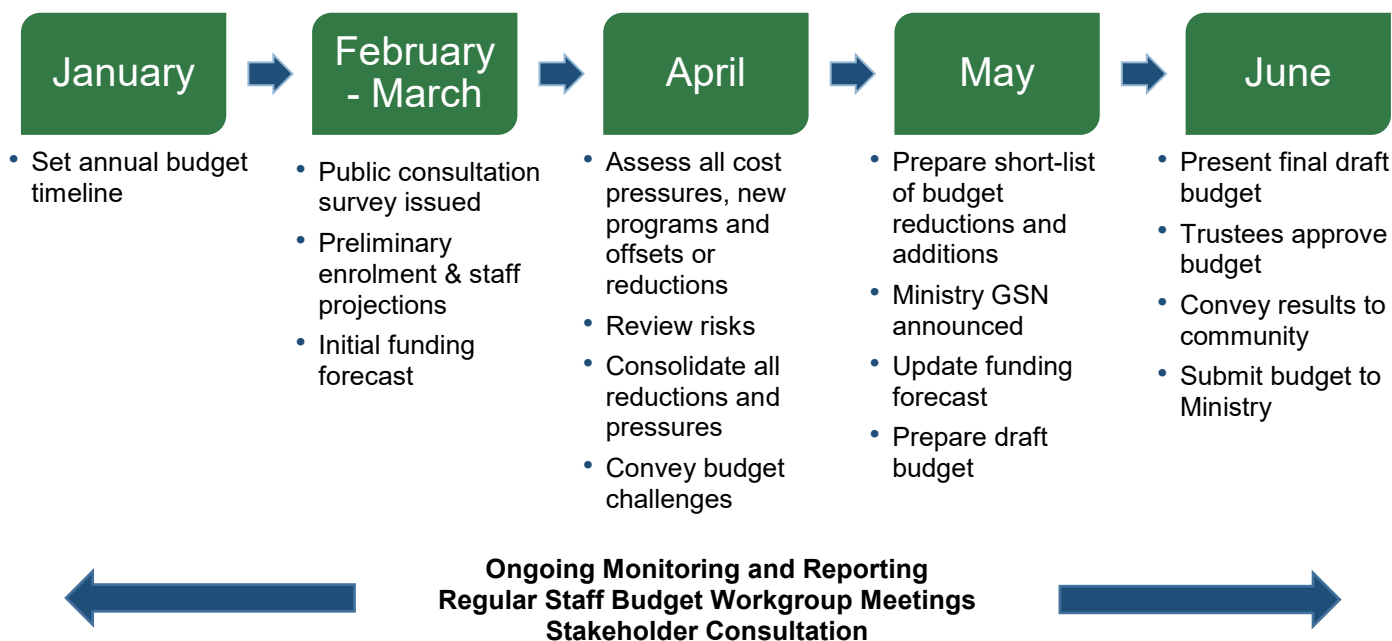 January
February
- March
April
May
June
• Set annual budget
timeline
• Public consultation
survey issued
• Preliminary
enrolment & staff
projections
• Initial funding
forecast
• Assess all cost
pressures, new
programs and
offsets or
reductions
• Review risks
• Consolidate all
reductions and
pressures
• Convey budget
challenges
• Prepare short-list
of budget
reductions and
additions
• Ministry GSN
announced
• Update funding
forecast
• Prepare draft
budget
• Present final draft
budget
• Trustees approve
budget
• Convey results to
community
• Submit budget to
Ministry
Ongoing Monitoring and Reporting
Regular Staff Budget Workgroup Meetings
Stakeholder Consultation